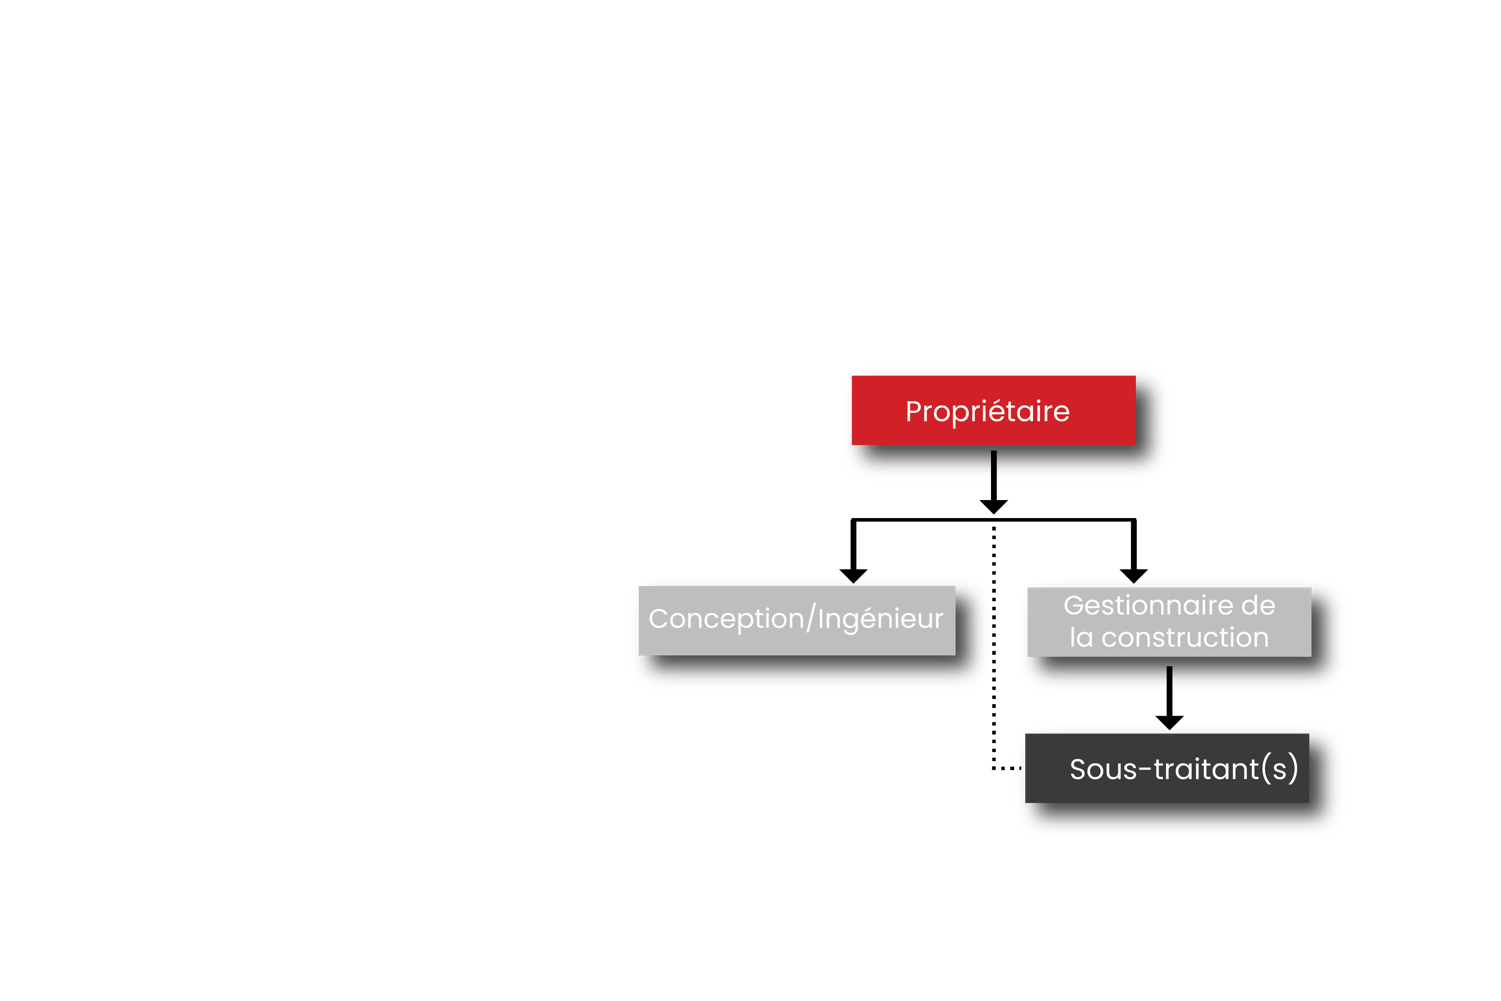 Propriétaire
Conception/Ingénieur
Gestionnaire de
la construction
Sous-traitant(s)